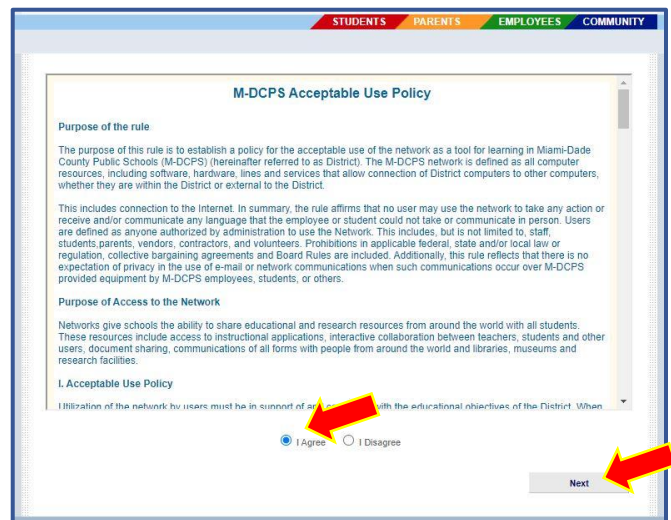 STUDENTS PARENTS EMPLOYEES COMMUNITY
M-DCPS Acceptable Use Policy
Purpose of the rule
The purpose of this rule is to establish a policy for the acceptable use of the network as a tool for learning in Miami-Dade
County Public Schools (M-DCPS) (hereinafter referred to as District). The M-DCPS network is defined as all computer
resources, including software, hardware, lines and services that allow connection of District computers to other computers,
whether they are within the District or external to the District.
This includes connection to the Internet. In summary, the rule affirms that no user may use the network to take any action or
receive and/or communicate any language that the employee or student could not take or communicate in person. Users
are defined as anyone authorized by administration to use the Network. This includes, but is not limited to, staff,
students,parents, vendors, contractors, and volunteers. Prohibitions in applicable federal, state and/or local law or
regulation, collective bargaining agreements and Board Rules are included. Additionally, this rule reflects that there is no
expectation of privacy in the use of e-mail or network communications when such communications occur over M-DCPS
provided equipment by M-DCPS employees, students, or others.
Purpose of Access to the Network
Networks give schools the ability to share educational and research resources from around the world with all students.
These resources include access to instructional applications, interactive collaboration between teachers, students and other
users, document sharing, communications of all forms with people from around the world and libraries, museums and
research facilities.
I. Acceptable Use Policy
Utilization of the network by users must be in support of and with the educational objectives of the District. When
I Agree I Disagree
Next